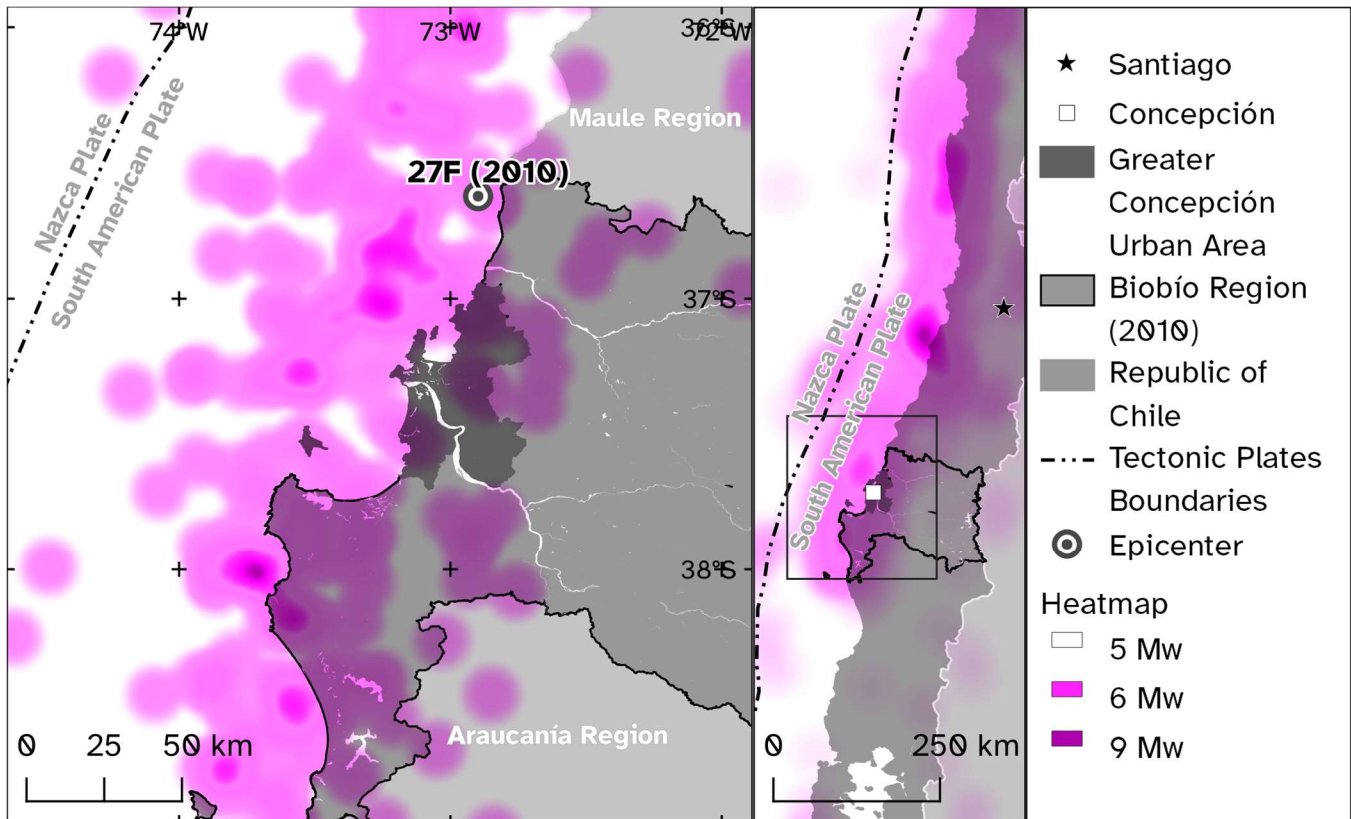 74°W
73°W
36°S
72°W
Nazca Plate
South American Plate
Maule Region
27F (2010)
37°S
38°S
Araucanía Region
0 25 50 km
Nazca Plate
South American Plate
0 250 km
Santiago
Concepción
Greater
Concepción
Urban Area
Biobío Region
(2010)
Republic of
Chile
Tectonic Plates
Boundaries
Epicenter
Heatmap
5 Mw
6 Mw
9 Mw